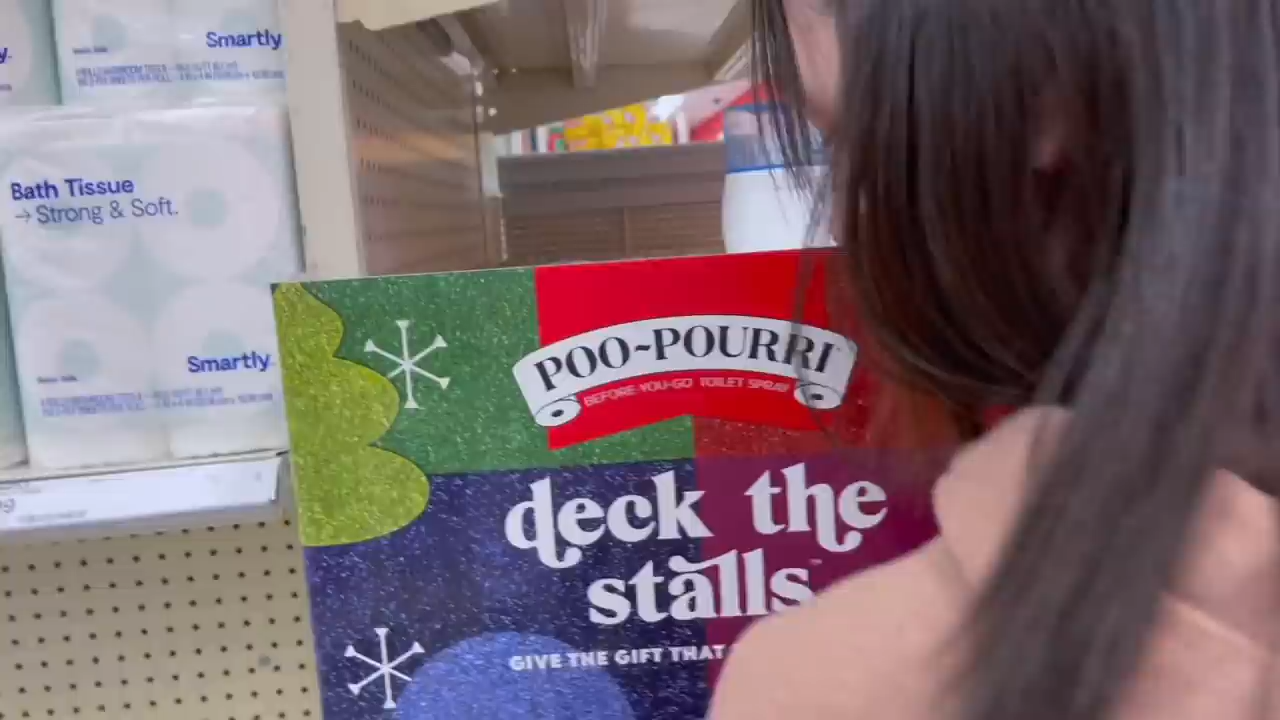 Smartly
y.
Bath Tissue
→ Strong & Soft.
Smartly
POO~POURRI
BEFORE-YOU-GO TOILET SPRAY
deck the
stalls™
GIVE THE GIFT THAT